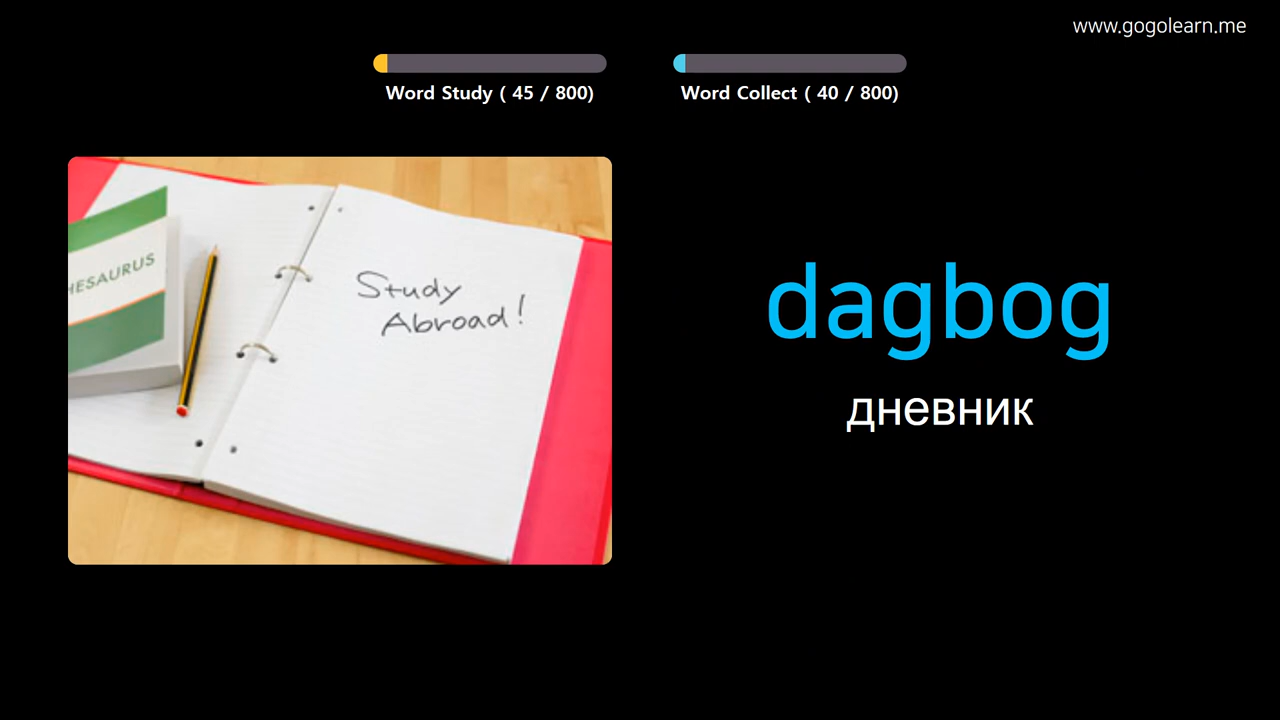 www.gogolearn.me
Word Study ( 45 / 800)
Word Collect ( 40 / 800)
HESAURUS
Study
Abroad!
dagbog
дневник